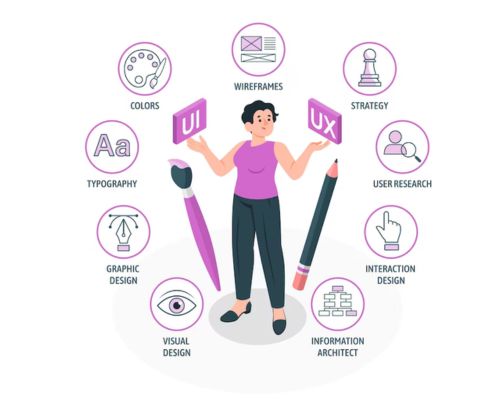 WIREFRAMES
COLORS
STRATEGY
UI
UX
Aa
TYPOGRAPHY
USER RESEARCH
GRAPHIC
DESIGN
INTERACTION
DESIGN
VISUAL
DESIGN
INFORMATION
ARCHITECT